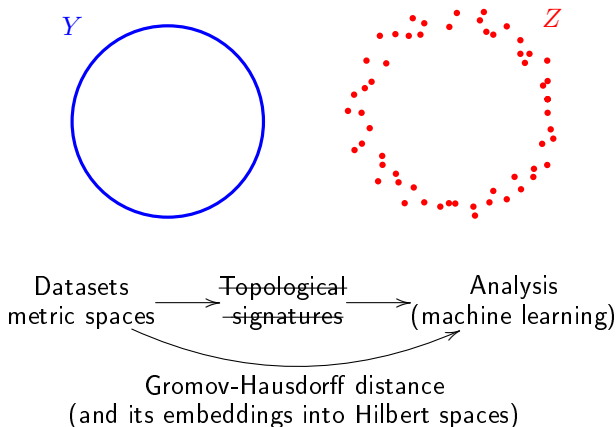 Y
Z
Datasets
metric spaces
Topological
signatures
Analysis
(machine learning)
Gromov-Hausdorff distance
(and its embeddings into Hilbert spaces)